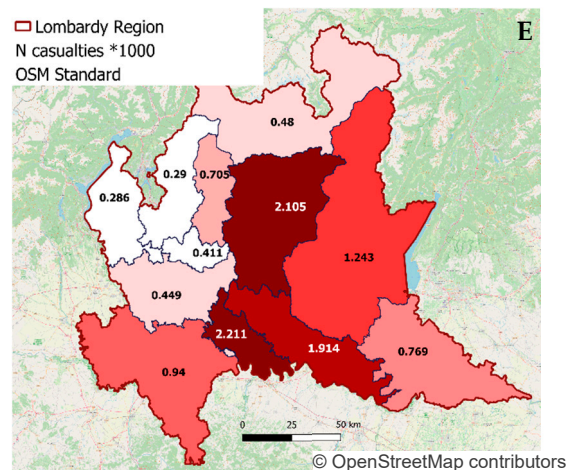 Lombardy Region
N casualties *1000
OSM Standard
E
0.48
0.29
0.705
0.286
2.105
0.411
1.243
0.449
2.211
1.914
0.769
0.94
0 25 50 km
© OpenStreetMap contributors